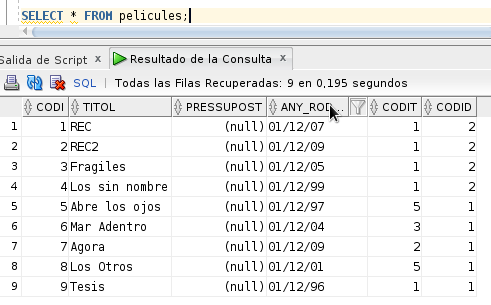 SELECT * FROM pelicules;
Salida de Script x Resultado de la Consulta x
SQL | Todas las Filas Recuperadas: 9 en 0,195 segundos
CODI TITOL PRESSUPOST ANY_ROD... CODIT CODID
1 1 REC (null) 01/12/07 1 2
2 2 REC2 (null) 01/12/09 1 2
3 3 Fragiles (null) 01/12/05 1 2
4 4 Los sin nombre (null) 01/12/99 1 2
5 5 Abre los ojos (null) 01/12/97 5 1
6 6 Mar Adentro (null) 01/12/04 3 1
7 7 Agora (null) 01/12/09 2 1
8 8 Los Otros (null) 01/12/01 5 1
9 9 Tesis (null) 01/12/96 1 1